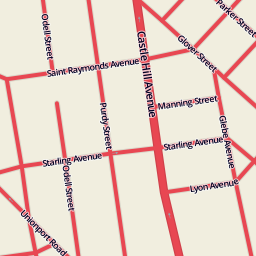 Odell Street
Parker Street
Castle Hill Avenue
Glover Street
Saint Raymonds Avenue
Manning Street
Purdy Street
Glebe Avenue
Starling Avenue
Starling Avenue
Odell Street
Lyon Avenue
Unionport Road